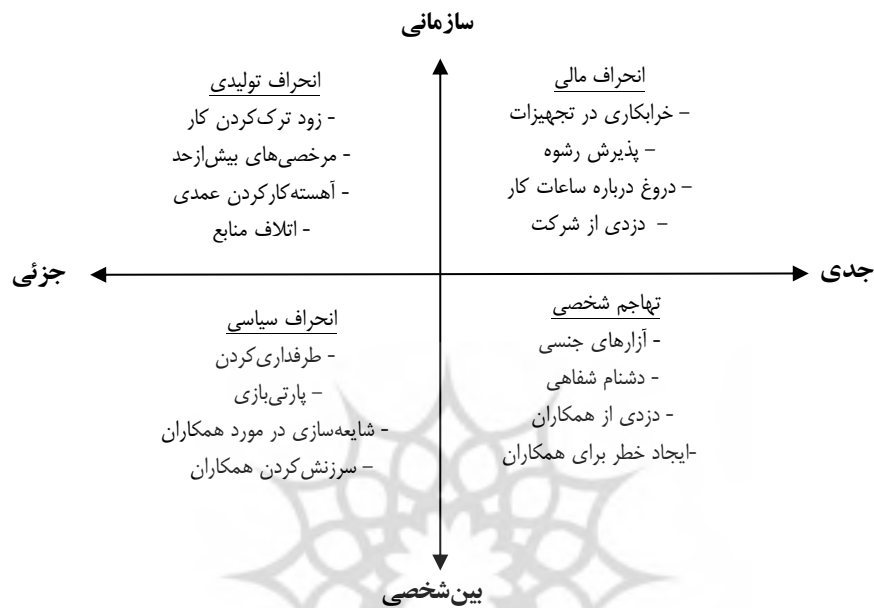 سازمانی
انحراف مالی
– خرابکاری در تجهیزات
– پذیرش رشوه
– دروغ درباره ساعات کار
– دزدی از شرکت
انحراف تولیدی
- زود ترک‌کردن کار
- مرخصی‌های بیش‌ازحد
- آهسته‌کارکردن عمدی
- اتلاف منابع
جدی
جزئی
تهاجم شخصی
- آزارهای جنسی
- دشنام شفاهی
- دزدی از همکاران
-ایجاد خطر برای همکاران
انحراف سیاسی
- طرفداری‌کردن
– پارتی‌بازی
- شایعه‌سازی در مورد همکاران
– سرزنش‌کردن همکاران
بین‌شخصی